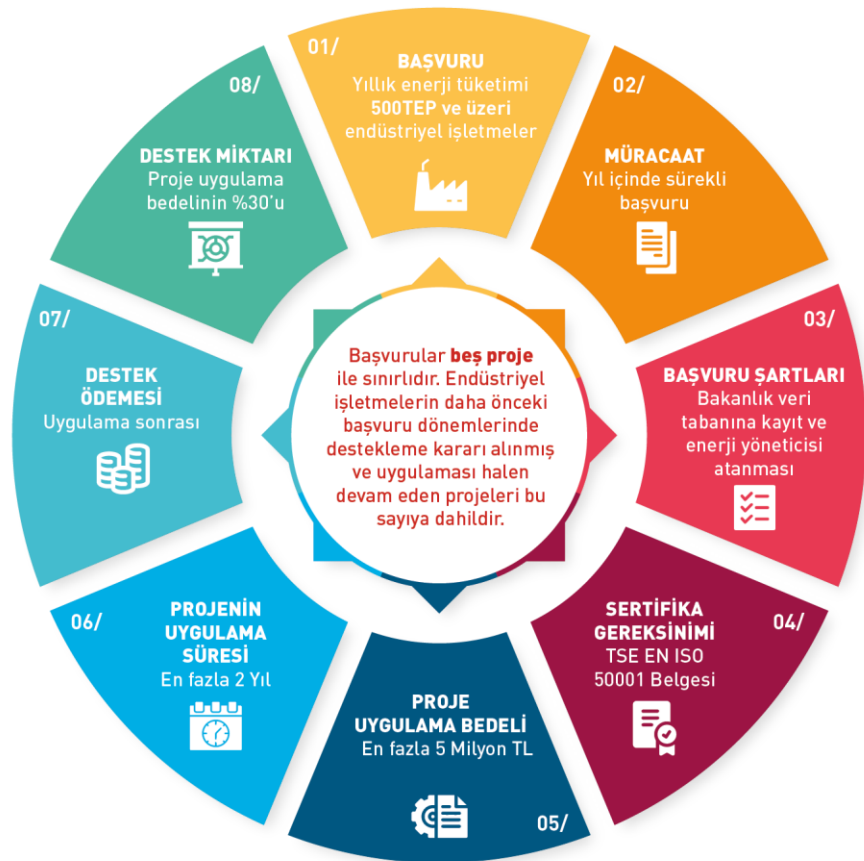 01/
BAŞVURU
Yıllık enerji tüketimi
500TEP ve üzeri
endüstriyel işletmeler
02/
MÜRACAAT
Yıl içinde sürekli
başvuru
03/
BAŞVURU ŞARTLARI
Bakanlık veri
tabanına kayıt ve
enerji yöneticisi
atanması
04/
SERTİFİKA
GEREKSİNİMİ
TSE EN ISO
50001 Belgesi
05/
PROJE
UYGULAMA BEDELİ
En fazla 5 Milyon TL
06/
PROJENİN
UYGULAMA
SÜRESİ
En fazla 2 Yıl
07/
DESTEK
ÖDEMESİ
Uygulama sonrası
08/
DESTEK MİKTARI
Proje uygulama
bedelinin %30'u
Başvurular beş proje
ile sınırlıdır. Endüstriyel
işletmelerin daha önceki
başvuru dönemlerinde
destekleme kararı alınmış
ve uygulaması halen
devam eden projeleri bu
sayıya dahildir.